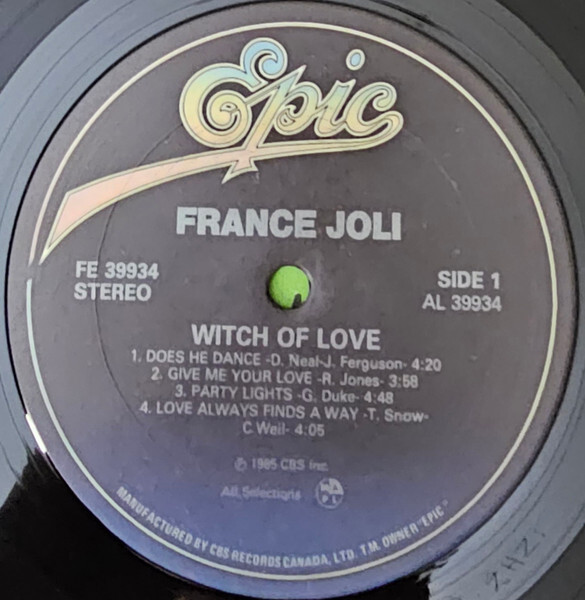 Epic
FRANCE JOLI
FE 39934
STEREO
SIDE 1
AL 39934
WITCH OF LOVE
1. DOES HE DANCE -D. Neal-J. Ferguson- 4:20
2. GIVE ME YOUR LOVE -R. Jones- 3:58
3. PARTY LIGHTS -G. Duke- 4:48
4. LOVE ALWAYS FINDS A WAY -T. Snow-
C Weil- 4:05
℗ 1985 CBS Inc.
All Selections
MANUFACTURED BY CBS RECORDS CANADA, LTD. T.M. OWNER "EPIC"